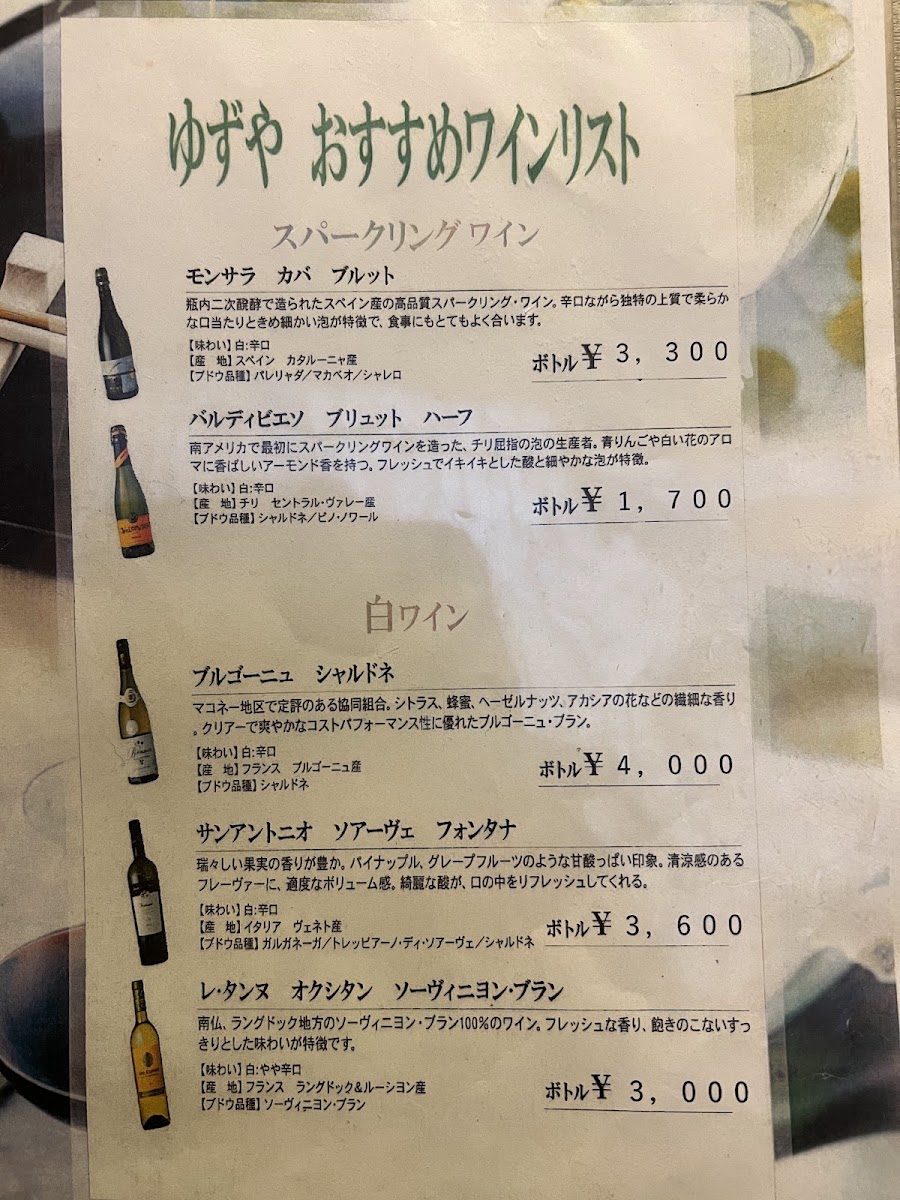 ゆずや おすすめワインリスト
スパークリングワイン
モンサラ カバ ブルット
瓶内二次醗酵で造られたスペイン産の高品質スパークリング・ワイン。辛口ながら独特の上質で柔らか
な口当たりときめ細かい泡が特徴で、食事にもとてもよく合います。
【味わい】白:辛口
【産 地】スペイン カタルーニャ産
【ブドウ品種】パレリャダ／マカベオ／シャレロ
ボトル¥3,300
バルディビエソ ブリュット ハーフ
南アメリカで最初にスパークリングワインを造った、チリ屈指の泡の生産者。青りんごや白い花のアロ
マに香ばしいアーモンド香を持つ。フレッシュでイキイキとした酸と細やかな泡が特徴。
【味わい】白:辛口
【産 地】チリ セントラル・ヴァレー産
【ブドウ品種】シャルドネ／ピノ・ノワール
ボトル¥1,700
白ワイン
ブルゴーニュ シャルドネ
マコネー地区で定評のある協同組合。シトラス、蜂蜜、ヘーゼルナッツ、アカシアの花などの繊細な香り
。クリアーで爽やかなコストパフォーマンス性に優れたブルゴーニュ・ブラン。
【味わい】白:辛口
【産 地】フランス ブルゴーニュ産
【ブドウ品種】シャルドネ
ボトル¥4,000
サンアントニオ ソアーヴェ フォンタナ
瑞々しい果実の香りが豊か。パイナップル、グレープフルーツのような甘酸っぱい印象。清涼感のある
フレーヴァーに、適度なボリューム感。綺麗な酸が、口の中をリフレッシュしてくれる。
【味わい】白:辛口
【産 地】イタリア ヴェネト産
【ブドウ品種】ガルガネーガ／トレッビアーノ・ディ・ソアーヴェ／シャルドネ
ボトル¥3,600
レ・タンヌ オクシタン ソーヴィニヨン・ブラン
南仏、ラングドック地方のソーヴィニヨン・ブラン100%のワイン。フレッシュな香り、飽きのこないすっ
きりとした味わいが特徴です。
【味わい】白:やや辛口
【産 地】フランス ラングドック＆ルーション産
【ブドウ品種】ソーヴィニヨン・ブラン
ボトル¥3,000